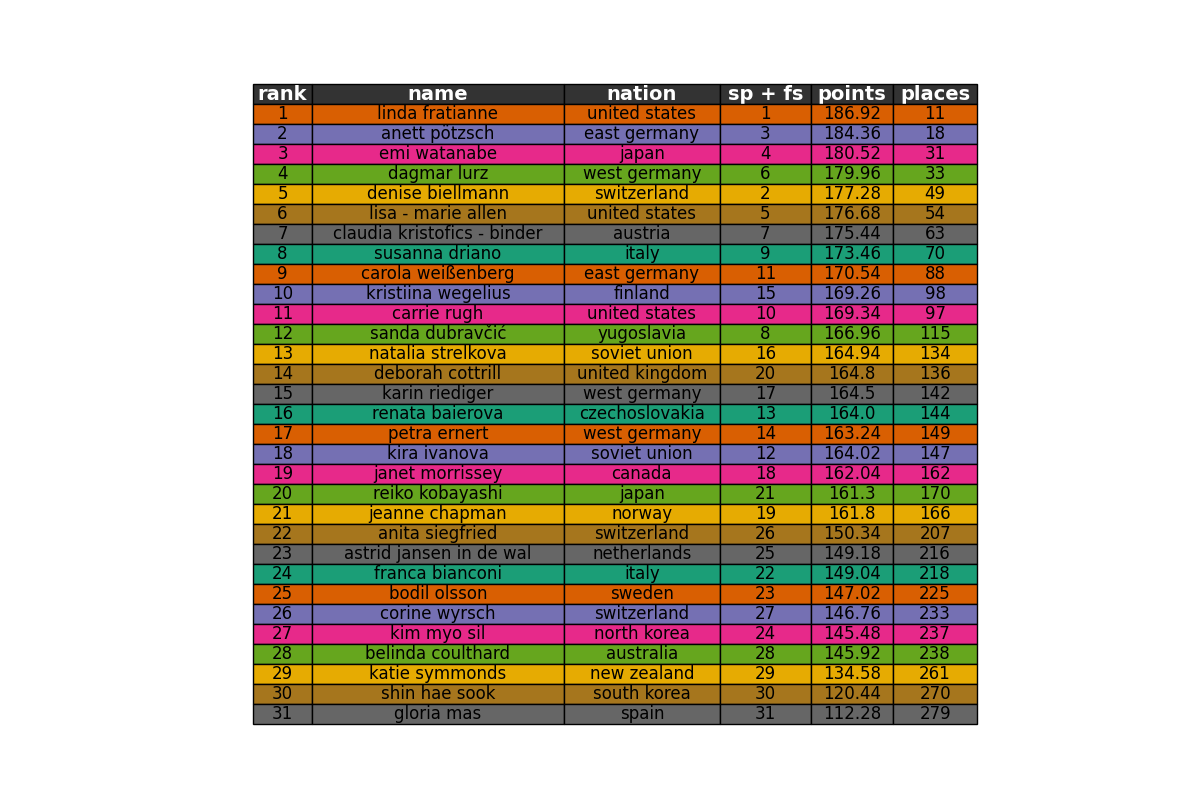 rank name nation sp + fs points places
1 linda fratianne united states 1 186.92 11
2 anett pötzsch east germany 3 184.36 18
3 emi watanabe japan 4 180.52 31
4 dagmar lurz west germany 6 179.96 33
5 denise biellmann switzerland 2 177.28 49
6 lisa - marie allen united states 5 176.68 54
7 claudia kristofics - binder austria 7 175.44 63
8 susanna driano italy 9 173.46 70
9 carola weißenberg east germany 11 170.54 88
10 kristiina wegelius finland 15 169.26 98
11 carrie rugh united states 10 169.34 97
12 sanda dubravčić yugoslavia 8 166.96 115
13 natalia strelkova soviet union 16 164.94 134
14 deborah cottrill united kingdom 20 164.8 136
15 karin riediger west germany 17 164.5 142
16 renata baierova czechoslovakia 13 164.0 144
17 petra ernert west germany 14 163.24 149
18 kira ivanova soviet union 12 164.02 147
19 janet morrissey canada 18 162.04 162
20 reiko kobayashi japan 21 161.3 170
21 jeanne chapman norway 19 161.8 166
22 anita siegfried switzerland 26 150.34 207
23 astrid jansen in de wal netherlands 25 149.18 216
24 franca bianconi italy 22 149.04 218
25 bodil olsson sweden 23 147.02 225
26 corine wyrsch switzerland 27 146.76 233
27 kim myo sil north korea 24 145.48 237
28 belinda coulthard australia 28 145.92 238
29 katie symmonds new zealand 29 134.58 261
30 shin hae sook south korea 30 120.44 270
31 gloria mas spain 31 112.28 279